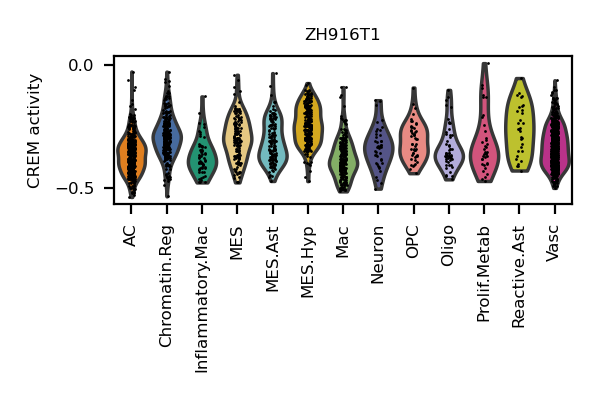 ZH916T1
CREM activity
0.0
−0.5
AC
Chromatin.Reg
Inflammatory.Mac
MES
MES.Ast
MES.Hyp
Mac
Neuron
OPC
Oligo
Prolif.Metab
Reactive.Ast
Vasc